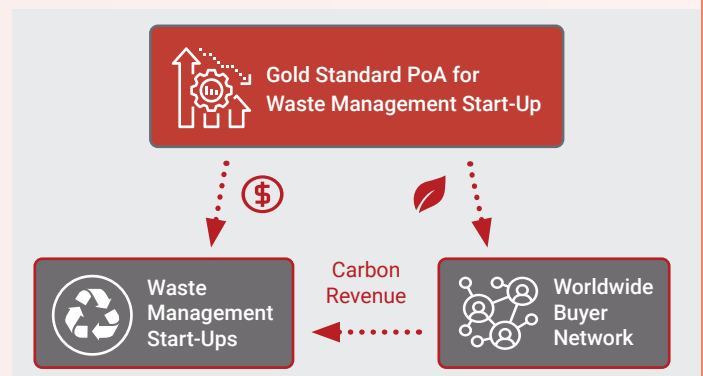 Gold Standard PoA for
Waste Management Start-Up
$
Carbon
Revenue
Waste
Management
Start-Ups
Worldwide
Buyer
Network